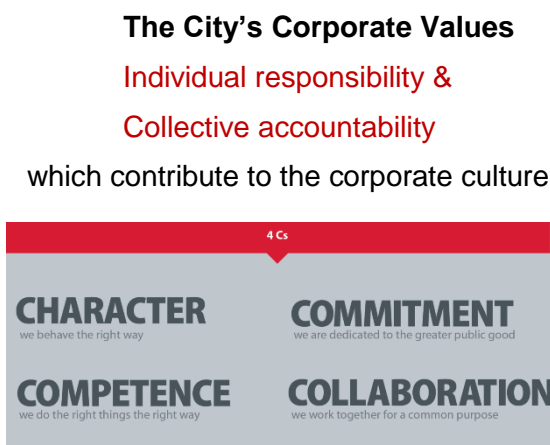 The City’s Corporate Values
Individual responsibility &
Collective accountability
which contribute to the corporate culture
4 Cs
CHARACTER
we behave the right way
COMMITMENT
we are dedicated to the greater public good
COMPETENCE
we do the right things the right way
COLLABORATION
we work together for a common purpose